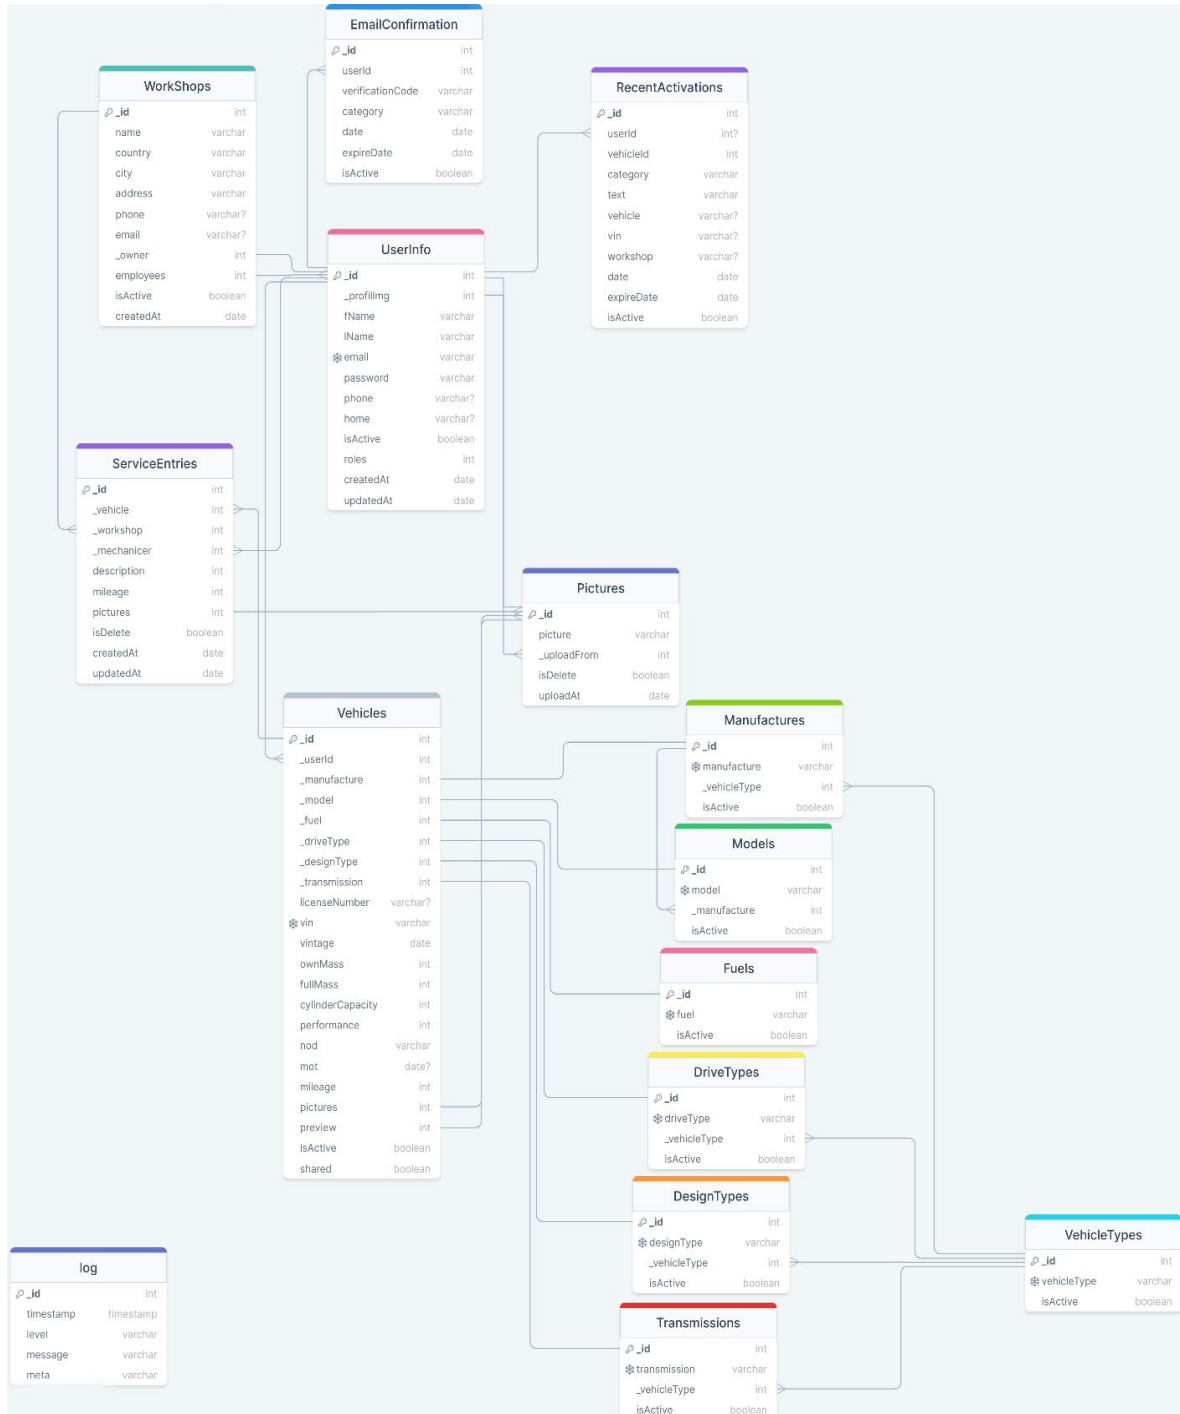 EmailConfirmation
_id int
userId int
verificationCode varchar
category varchar
date date
expireDate date
isActive boolean
WorkShops
_id int
name varchar
country varchar
city varchar
address varchar
phone varchar?
email varchar?
_owner int
employees int
isActive boolean
createdAt date
RecentActivations
_id int
userId int?
vehicleId int
category varchar
text varchar
vehicle varchar?
vin varchar?
workshop varchar?
date date
expireDate date
isActive boolean
UserInfo
_id int
_profilImg int
fName varchar
lName varchar
email varchar
password varchar
phone varchar?
home varchar?
isActive boolean
roles int
createdAt date
updatedAt date
ServiceEntries
_id int
_vehicle int
_workshop int
_mechanicer int
description int
mileage int
pictures int
isDelete boolean
createdAt date
updatedAt date
Pictures
_id int
picture varchar
_uploadFrom int
isDelete boolean
uploadAt date
Vehicles
_id int
_userId int
_manufacture int
_model int
_fuel int
_driveType int
_designType int
_transmission int
licenseNumber varchar?
vin varchar
vintage date
ownMass int
fullMass int
cylinderCapacity int
performance int
nod varchar
mot date?
mileage int
pictures int
preview int
isActive boolean
shared boolean
Manufactures
_id int
manufacture varchar
_vehicleType int
isActive boolean
Models
_id int
model varchar
_manufacture int
isActive boolean
Fuels
_id int
fuel varchar
isActive boolean
DriveTypes
_id int
driveType varchar
_vehicleType int
isActive boolean
DesignTypes
_id int
designType varchar
_vehicleType int
isActive boolean
VehicleTypes
_id int
vehicleType varchar
isActive boolean
log
_id int
timestamp timestamp
level varchar
message varchar
meta varchar
Transmissions
_id int
transmission varchar
_vehicleType int
isActive boolean